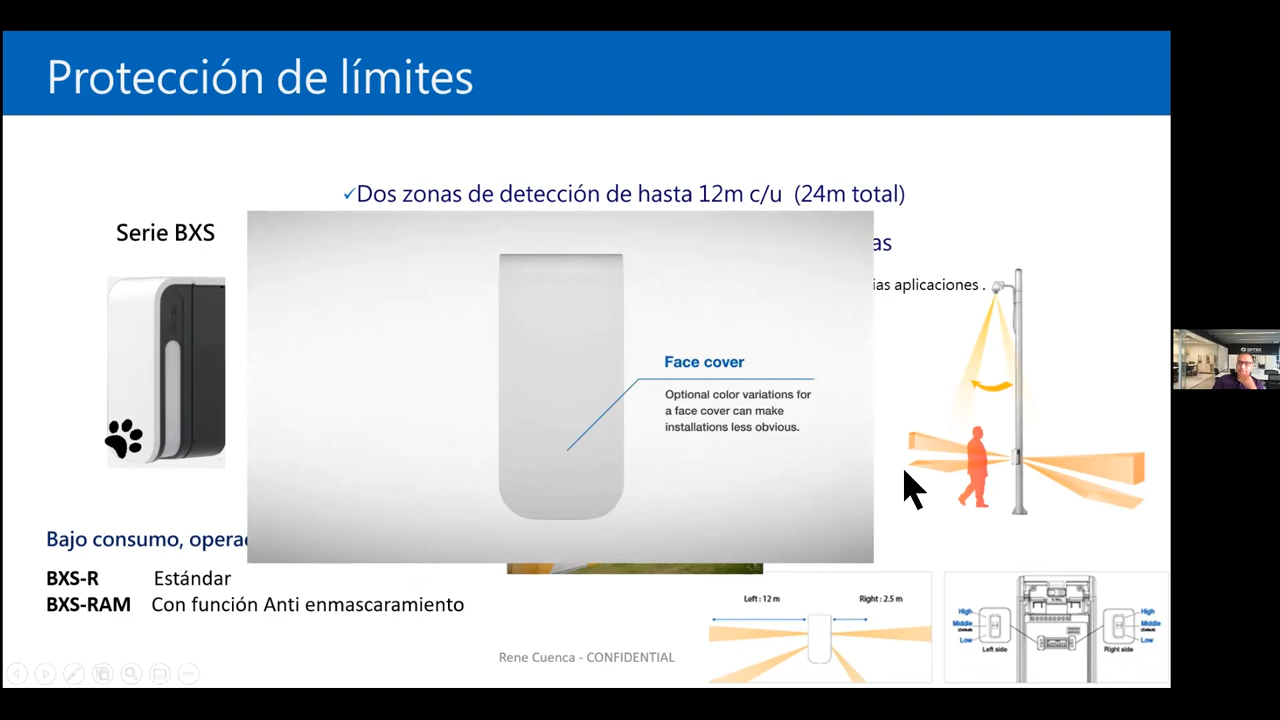 Protección de límites
✓Dos zonas de detección de hasta 12m c/u (24m total)
Serie BXS
as
ias aplicaciones .
Face cover
Optional color variations for
a face cover can make
installations less obvious.
Bajo consumo, opera
BXS-R Estándar
BXS-RAM Con función Anti enmascaramiento
Left : 12 m Right : 2.5 m
High
Middle
(Default)
Low
Left side
High
Middle
(Default)
Low
Right side
Rene Cuenca - CONFIDENTIAL
OPTEX